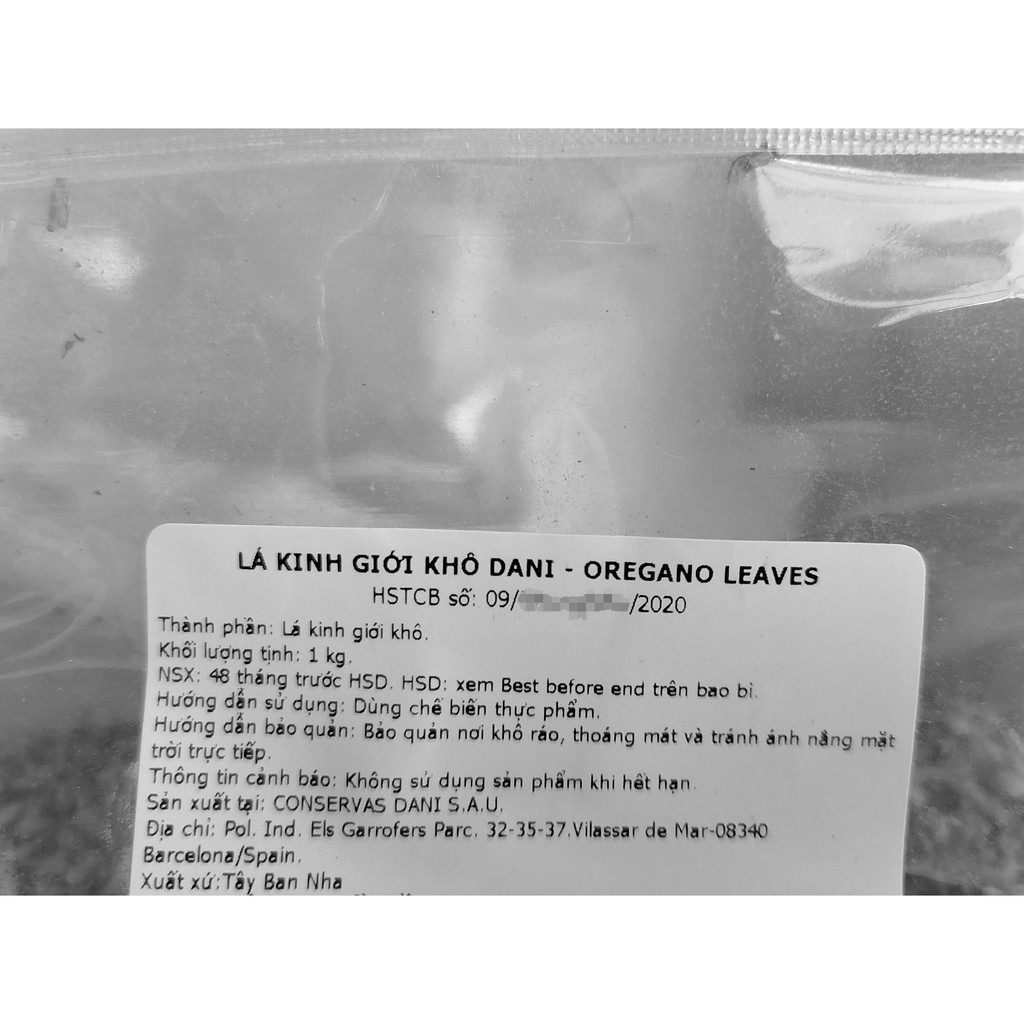 LÁ KINH GIỚI KHÔ DANI - OREGANO LEAVES
HSTCB số: 09/ /2020
Thành phần: Lá kinh giới khô.
Khối lượng tịnh: 1 kg.
NSX: 48 tháng trước HSD. HSD: xem Best before end trên bao bì.
Hướng dẫn sử dụng: Dùng chế biến thực phẩm.
Hướng dẫn bảo quản: Bảo quản nơi khô ráo, thoáng mát và tránh ánh nắng mặt
trời trực tiếp.
Thông tin cảnh báo: Không sử dụng sản phẩm khi hết hạn.
Sản xuất tại: CONSERVAS DANI S.A.U.
Địa chỉ: Pol. Ind. Els Garrofers Parc. 32-35-37.Vilassar de Mar-08340
Barcelona/Spain.
Xuất xứ:Tây Ban Nha